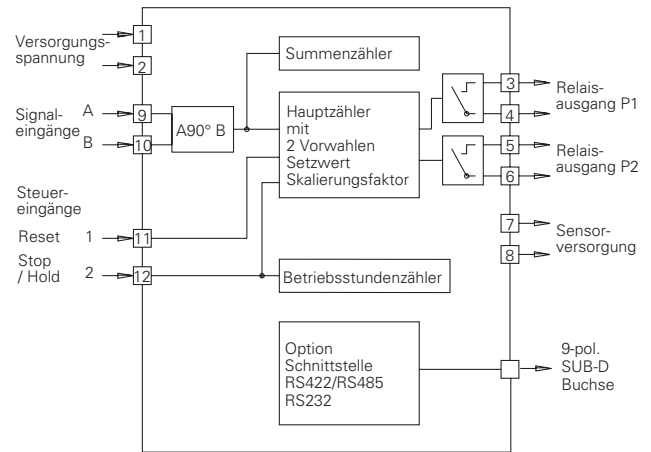 Versorgungs-
spannung
1
2
Signal-
eingänge
A
B
9
10
A90° B
Steuer-
eingänge
Reset 1
11
Stop
/ Hold 2
12
Summenzähler
Hauptzähler
mit
2 Vorwahlen
Setzwert
Skalierungsfaktor
Betriebsstundenzähler
Option
Schnittstelle
RS422/RS485
RS232
3
4
Relais-
ausgang P1
5
6
Relais-
ausgang P2
7
8
Sensor-
versorgung
9-pol.
SUB-D
Buchse